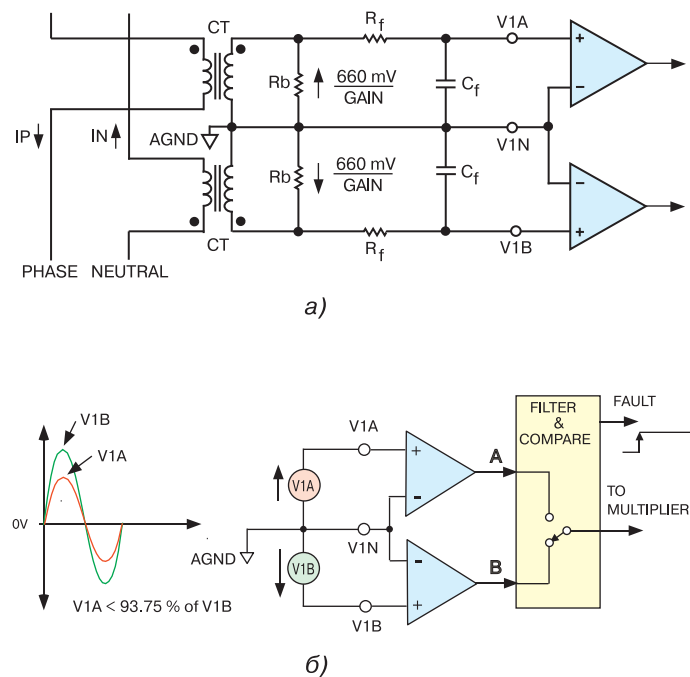 CT
Rf
V1A
+
Rb
660 mV
GAIN
Cf
−
IP
IN
AGND
V1N
Rb
660 mV
GAIN
Cf
−
CT
Rf
V1B
+
PHASE
NEUTRAL
а)
V1B
V1A
0V
V1A < 93.75 % of V1B
V1A
+
A
V1A
-
AGND
V1N
V1B
-
B
+
V1B
FILTER
&
COMPARE
FAULT
TO
MULTIPLIER
б)